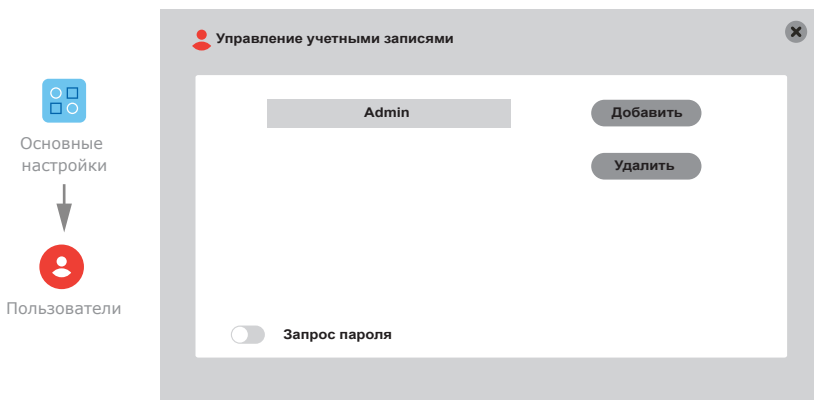 Основные
настройки
Пользователи
Управление учетными записями
Admin
Добавить
Удалить
Запрос пароля